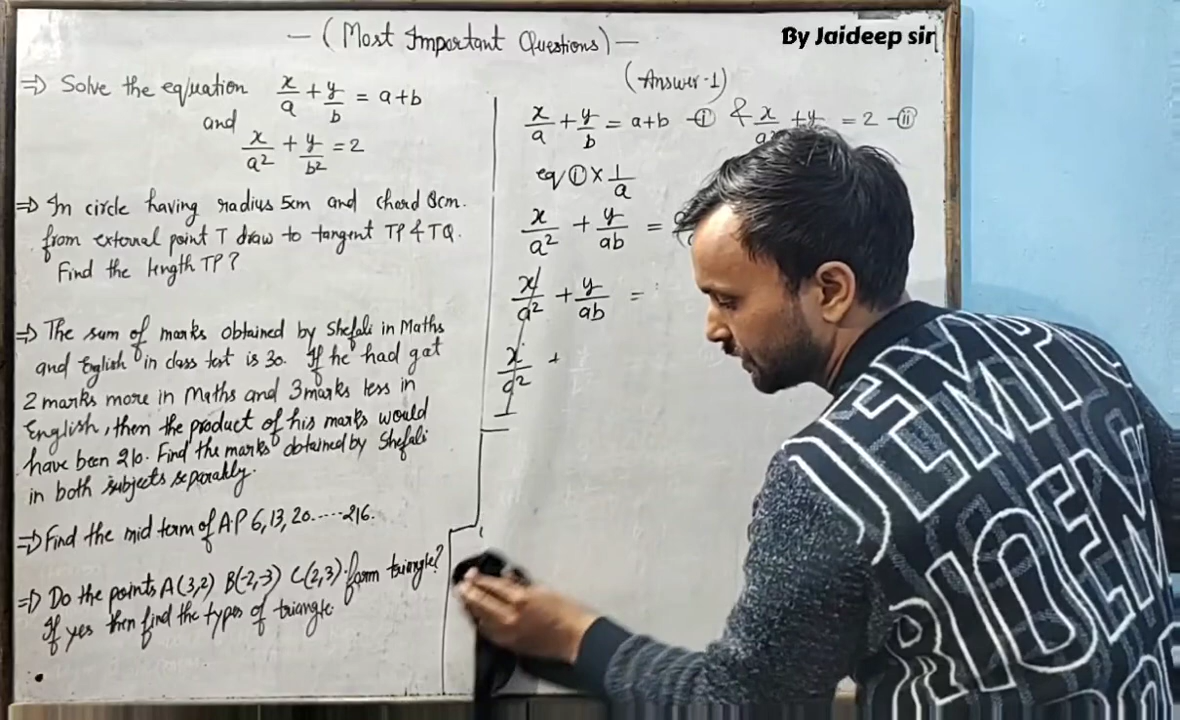 — (Most Important Questions) —
By Jaideep sir
⇒ Solve the equation x/a + y/b = a+b
and
x/a² + y/b² = 2
⇒ In circle having radius 5cm and chord 8cm.
from external point T draw to tangent TP & TQ.
Find the length TP?
⇒ The sum of marks obtained by Shefali in Maths
and English in class test is 30. If he had got
2 marks more in Maths and 3 marks less in
English, then the product of his marks would
have been 210. Find the marks obtained by Shefali
in both subjects separately.
⇒ Find the mid term of A.P 6, 13, 20.....216.
⇒ Do the points A(3,2) B(-2,-3) C(2,3) form triangle?
If yes then find the types of triangle.
(Answer-1)
x/a + y/b = a+b –(i) & x/a² + y/ = 2 –(ii)
eq ① × 1/a
x/a² + y/ab =
x/a² + y/ab =
x/a² +
JEMPO
RIOEM